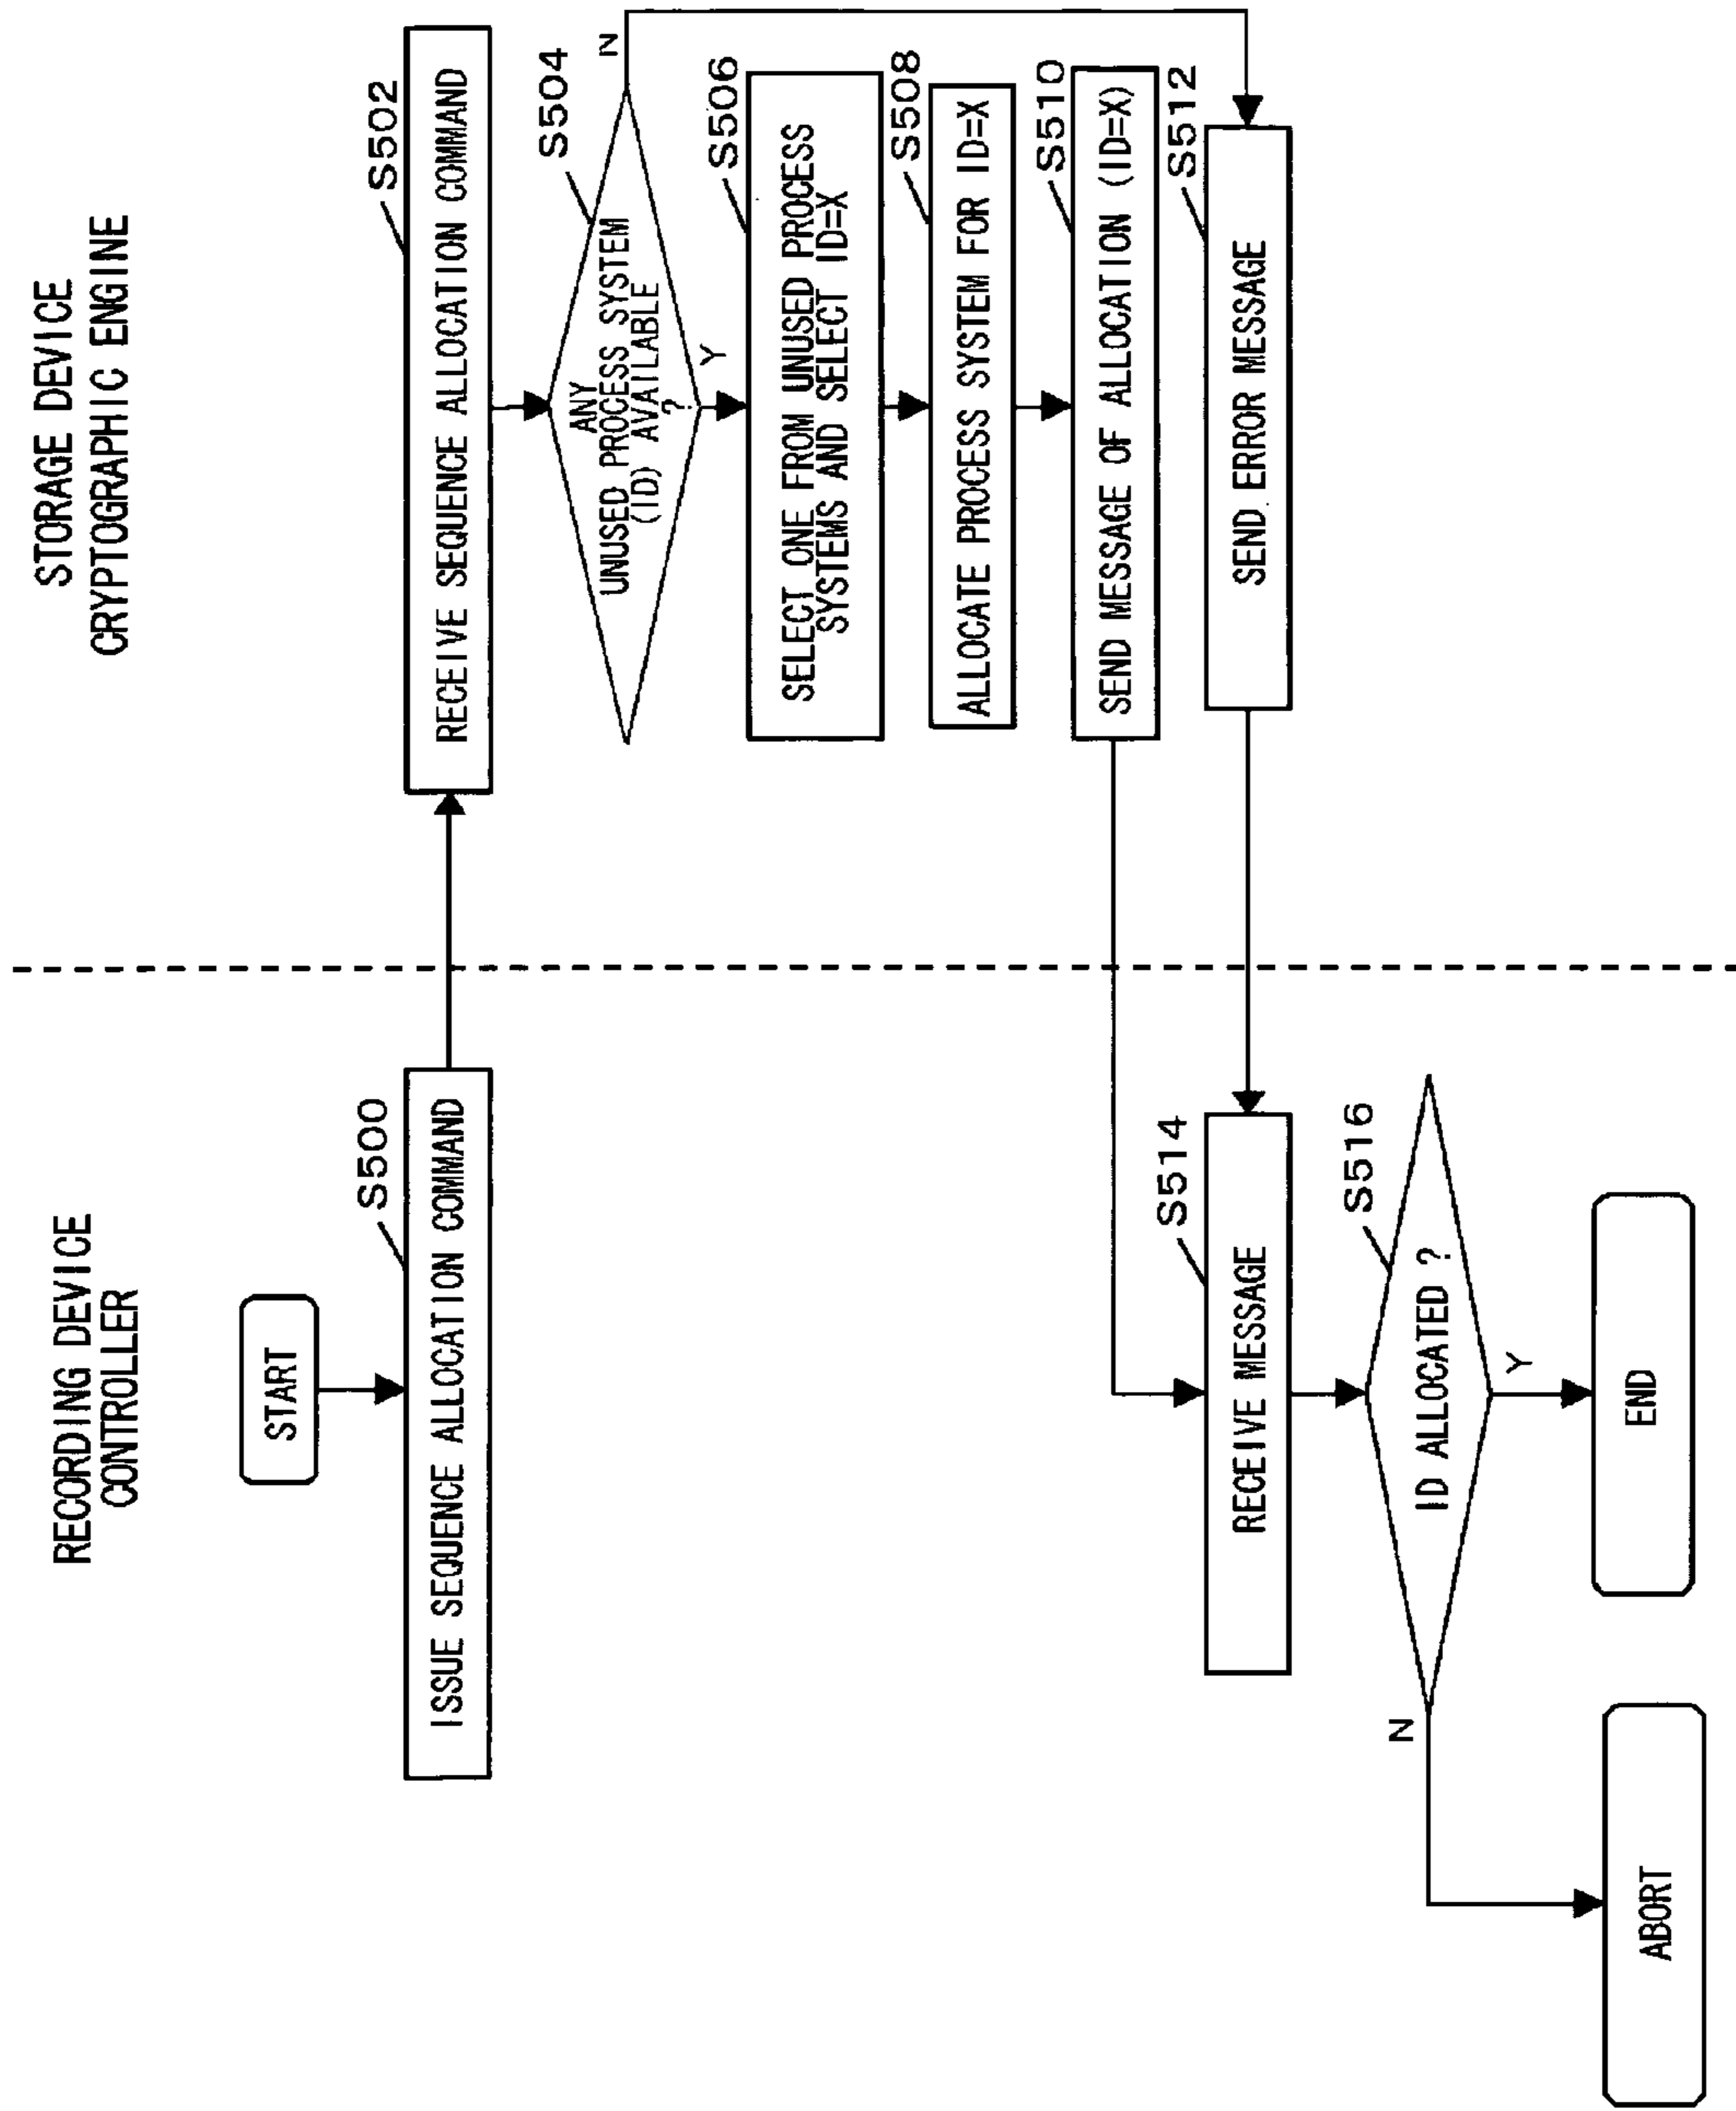 RECORDING DEVICE
CONTROLLER
STORAGE DEVICE
CRYPTOGRAPHIC ENGINE
START
S500
ISSUE SEQUENCE ALLOCATION COMMAND
S502
RECEIVE SEQUENCE ALLOCATION COMMAND
S504
ANY
UNUSED PROCESS SYSTEM
(ID) AVAILABLE
?
N
Y
S506
SELECT ONE FROM UNUSED PROCESS
SYSTEMS AND SELECT ID=X
S508
ALLOCATE PROCESS SYSTEM FOR ID=X
S510
SEND MESSAGE OF ALLOCATION (ID=X)
S512
SEND ERROR MESSAGE
S514
RECEIVE MESSAGE
S516
ID ALLOCATED ?
N
Y
ABORT
END